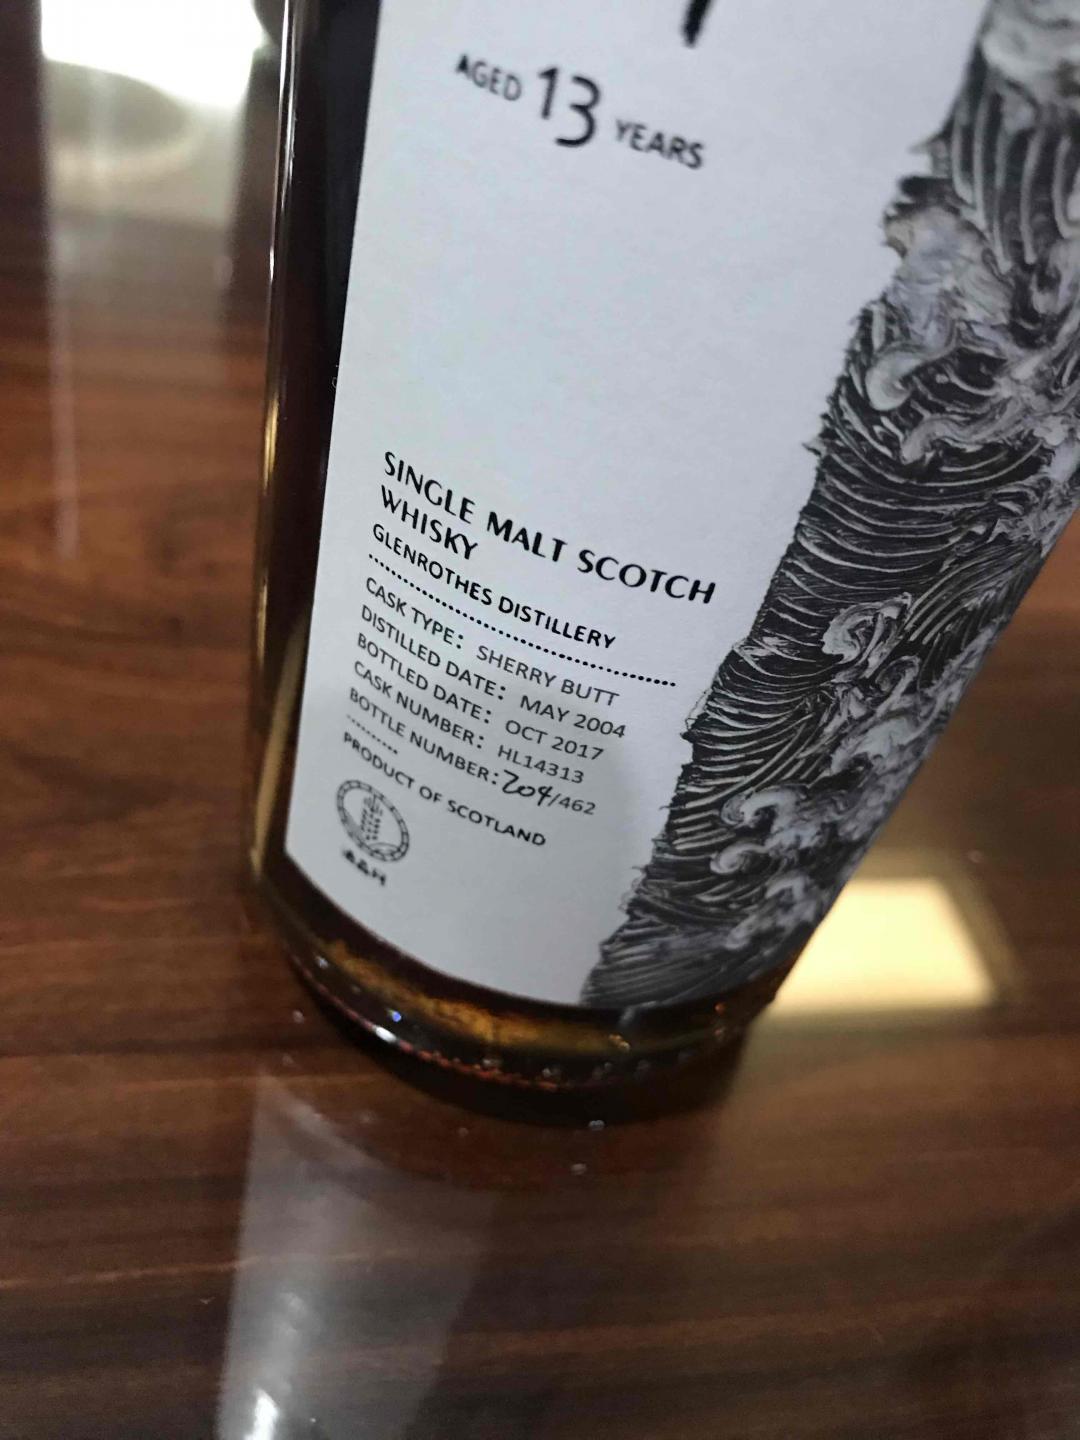 AGED 13 YEARS
SINGLE MALT SCOTCH
WHISKY
GLENROTHES DISTILLERY
CASK TYPE: SHERRY BUTT
DISTILLED DATE: MAY 2004
BOTTLED DATE: OCT 2017
CASK NUMBER: HL14313
BOTTLE NUMBER: 204/462
PRODUCT OF SCOTLAND